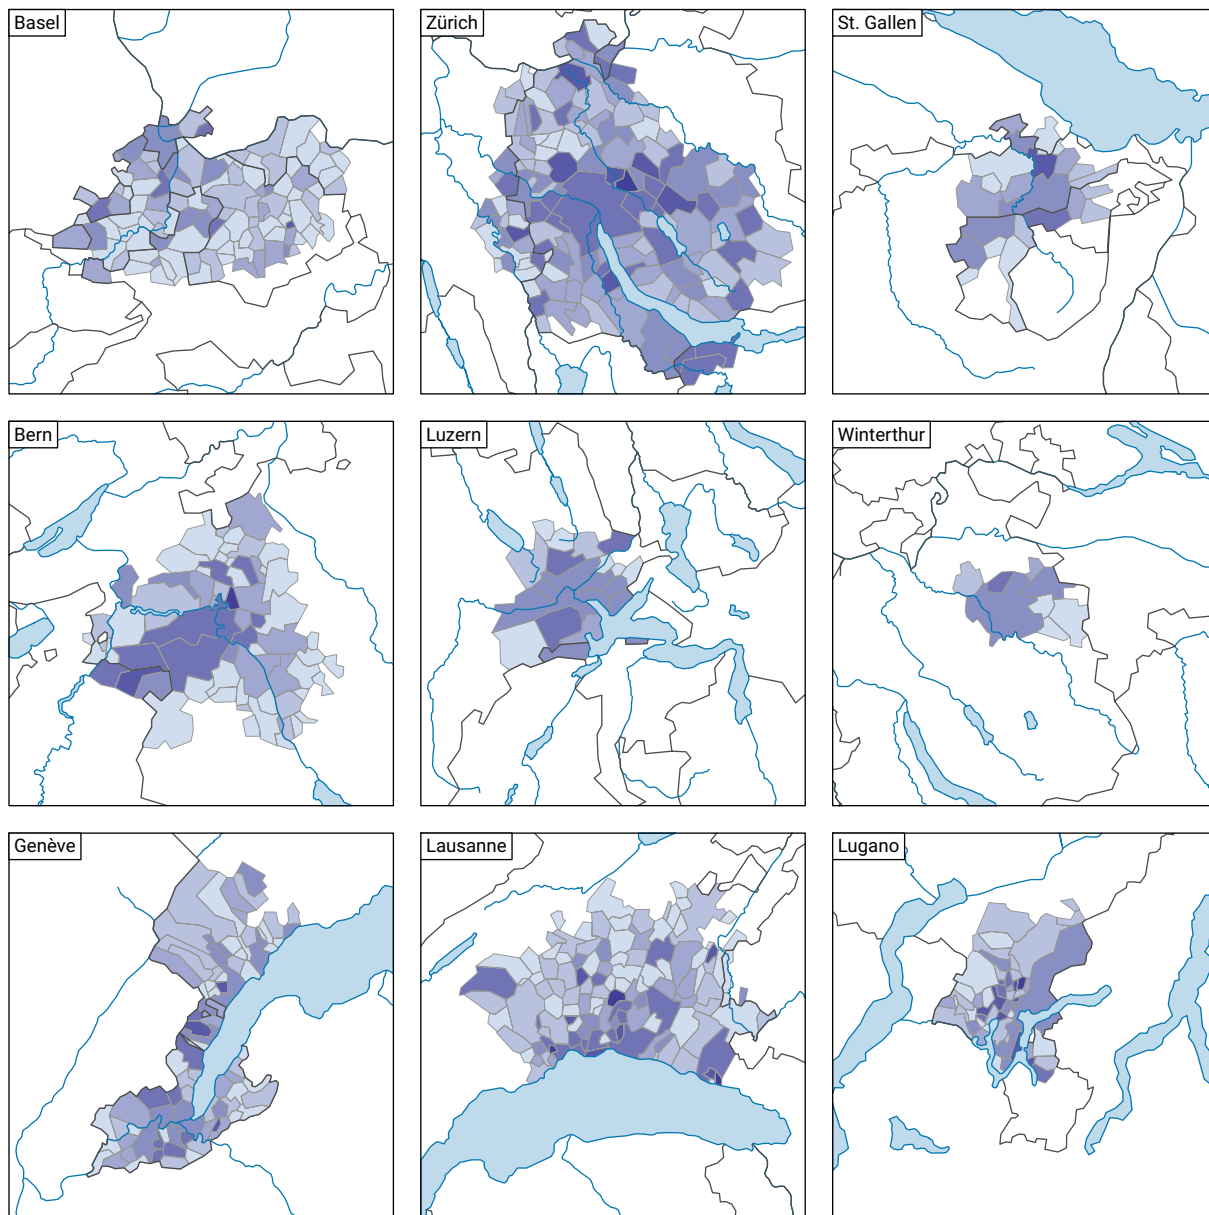 Basel
Zürich
St. Gallen
Bern
Luzern
Winterthur
Genève
Lausanne
Lugano